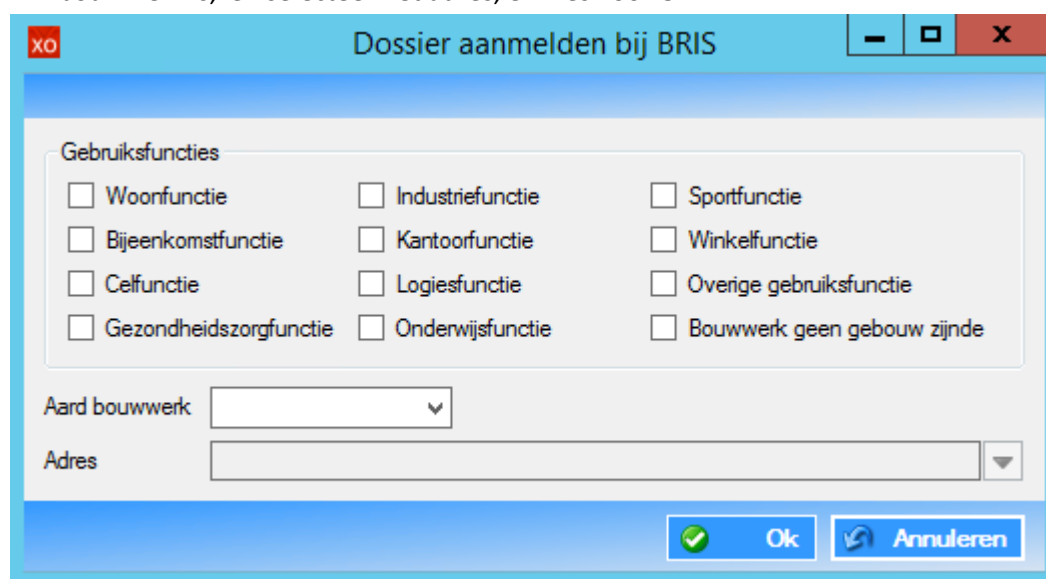 xo Dossier aanmelden bij BRIS
Gebruiksfuncties
Woonfunctie Industriefunctie Sportfunctie
Bijeenkomstfunctie Kantoorfunctie Winkelfunctie
Celfunctie Logiesfunctie Overige gebruiksfunctie
Gezondheidszorgfunctie Onderwijsfunctie Bouwwerk geen gebouw zijnde
Aard bouwwerk
Adres
Ok Annuleren